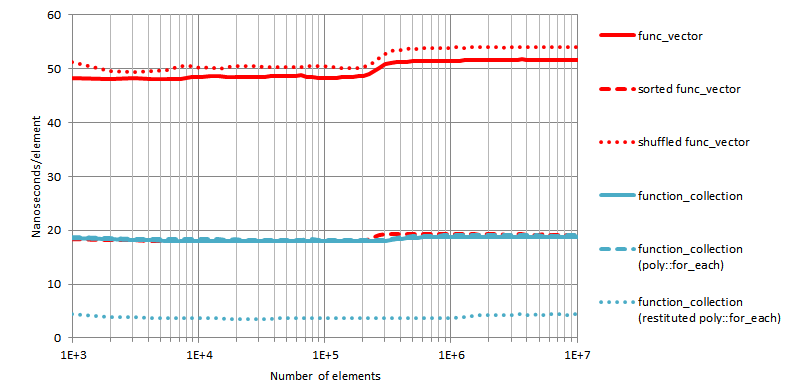 60
50
40
30
20
10
0
Nanoseconds/element
1E+3
1E+4
1E+5
1E+6
1E+7
Number of elements
func_vector
sorted func_vector
shuffled func_vector
function_collection
function_collection
(poly::for_each)
function_collection
(restituted poly::for_each)